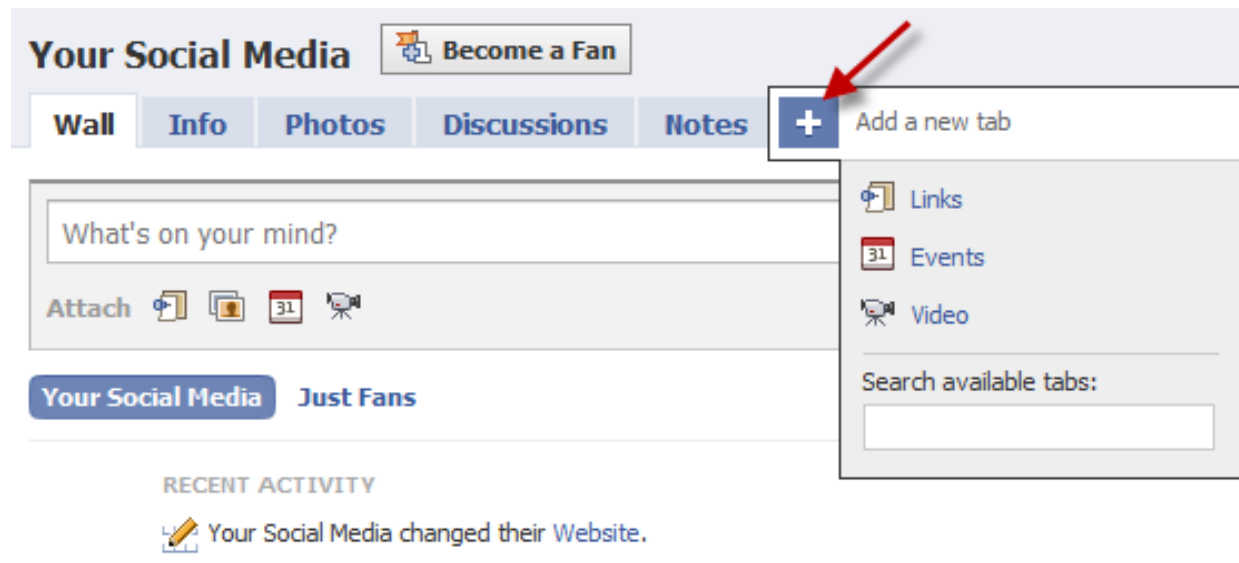 Your Social Media Become a Fan
Wall Info Photos Discussions Notes + Add a new tab
What's on your mind?
Attach 31
Links
31 Events
Video
Search available tabs:
Your Social Media Just Fans
RECENT ACTIVITY
Your Social Media changed their Website.